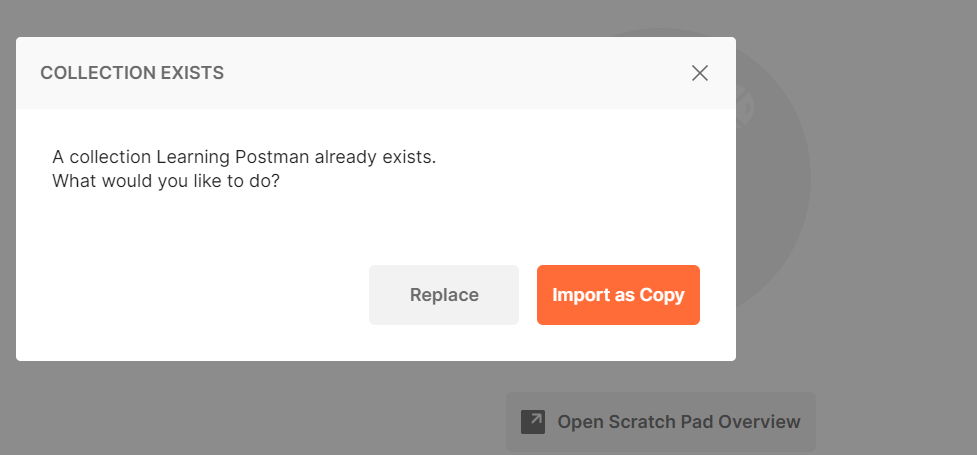 COLLECTION EXISTS
A collection Learning Postman already exists.
What would you like to do?
Replace
Import as Copy
Open Scratch Pad Overview